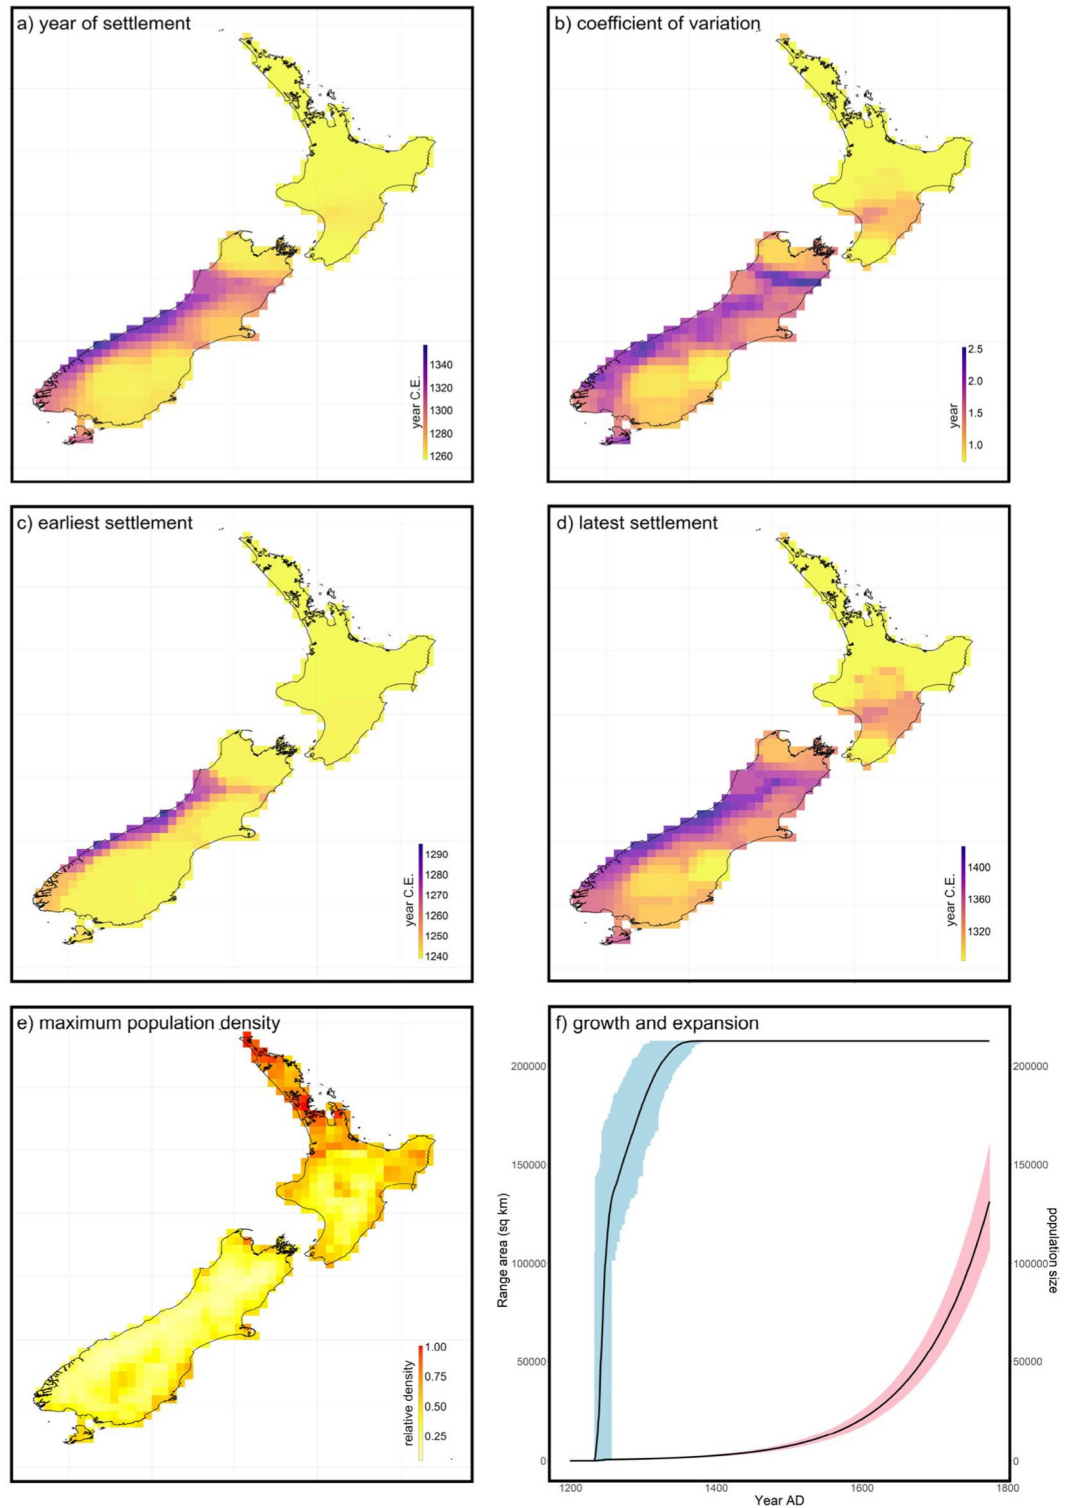 a) year of settlement
year C.E.
1340
1320
1300
1280
1260
b) coefficient of variation
year
2.5
2.0
1.5
1.0
c) earliest settlement
year C.E.
1290
1280
1270
1260
1250
1240
d) latest settlement
year C.E.
1400
1360
1320
e) maximum population density
relative density
1.00
0.75
0.50
0.25
f) growth and expansion
Range area (sq km)
200000
150000
100000
50000
0
population size
200000
150000
100000
50000
0
1200
1400
1600
1800
Year AD